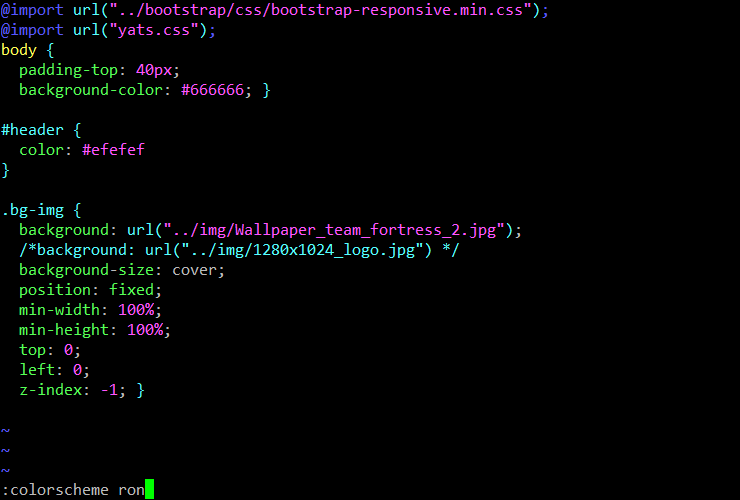 @import url("../bootstrap/css/bootstrap-responsive.min.css");
@import url("yats.css");
body {
  padding-top: 40px;
  background-color: #666666; }

#header {
  color: #efefef
}

.bg-img {
  background: url("../img/Wallpaper_team_fortress_2.jpg");
  /*background: url("../img/1280x1024_logo.jpg") */
  background-size: cover;
  position: fixed;
  min-width: 100%;
  min-height: 100%;
  top: 0;
  left: 0;
  z-index: -1; }

~
~
~
:colorscheme ron